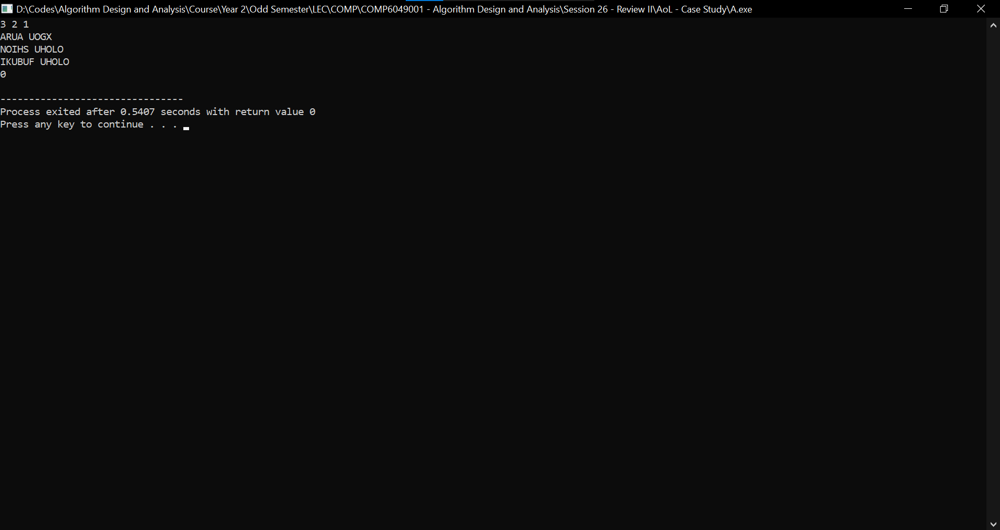 D:\Codes\Algorithm Design and Analysis\Course\Year 2\Odd Semester\LEC\COMP\COMP6049001 - Algorithm Design and Analysis\Session 26 - Review II\AoL - Case Study\A.exe
3 2 1
ARUA UOGX
NOIHS UHOLO
IKUBUF UHOLO
0
--------------------------------
Process exited after 0.5407 seconds with return value 0
Press any key to continue . . .